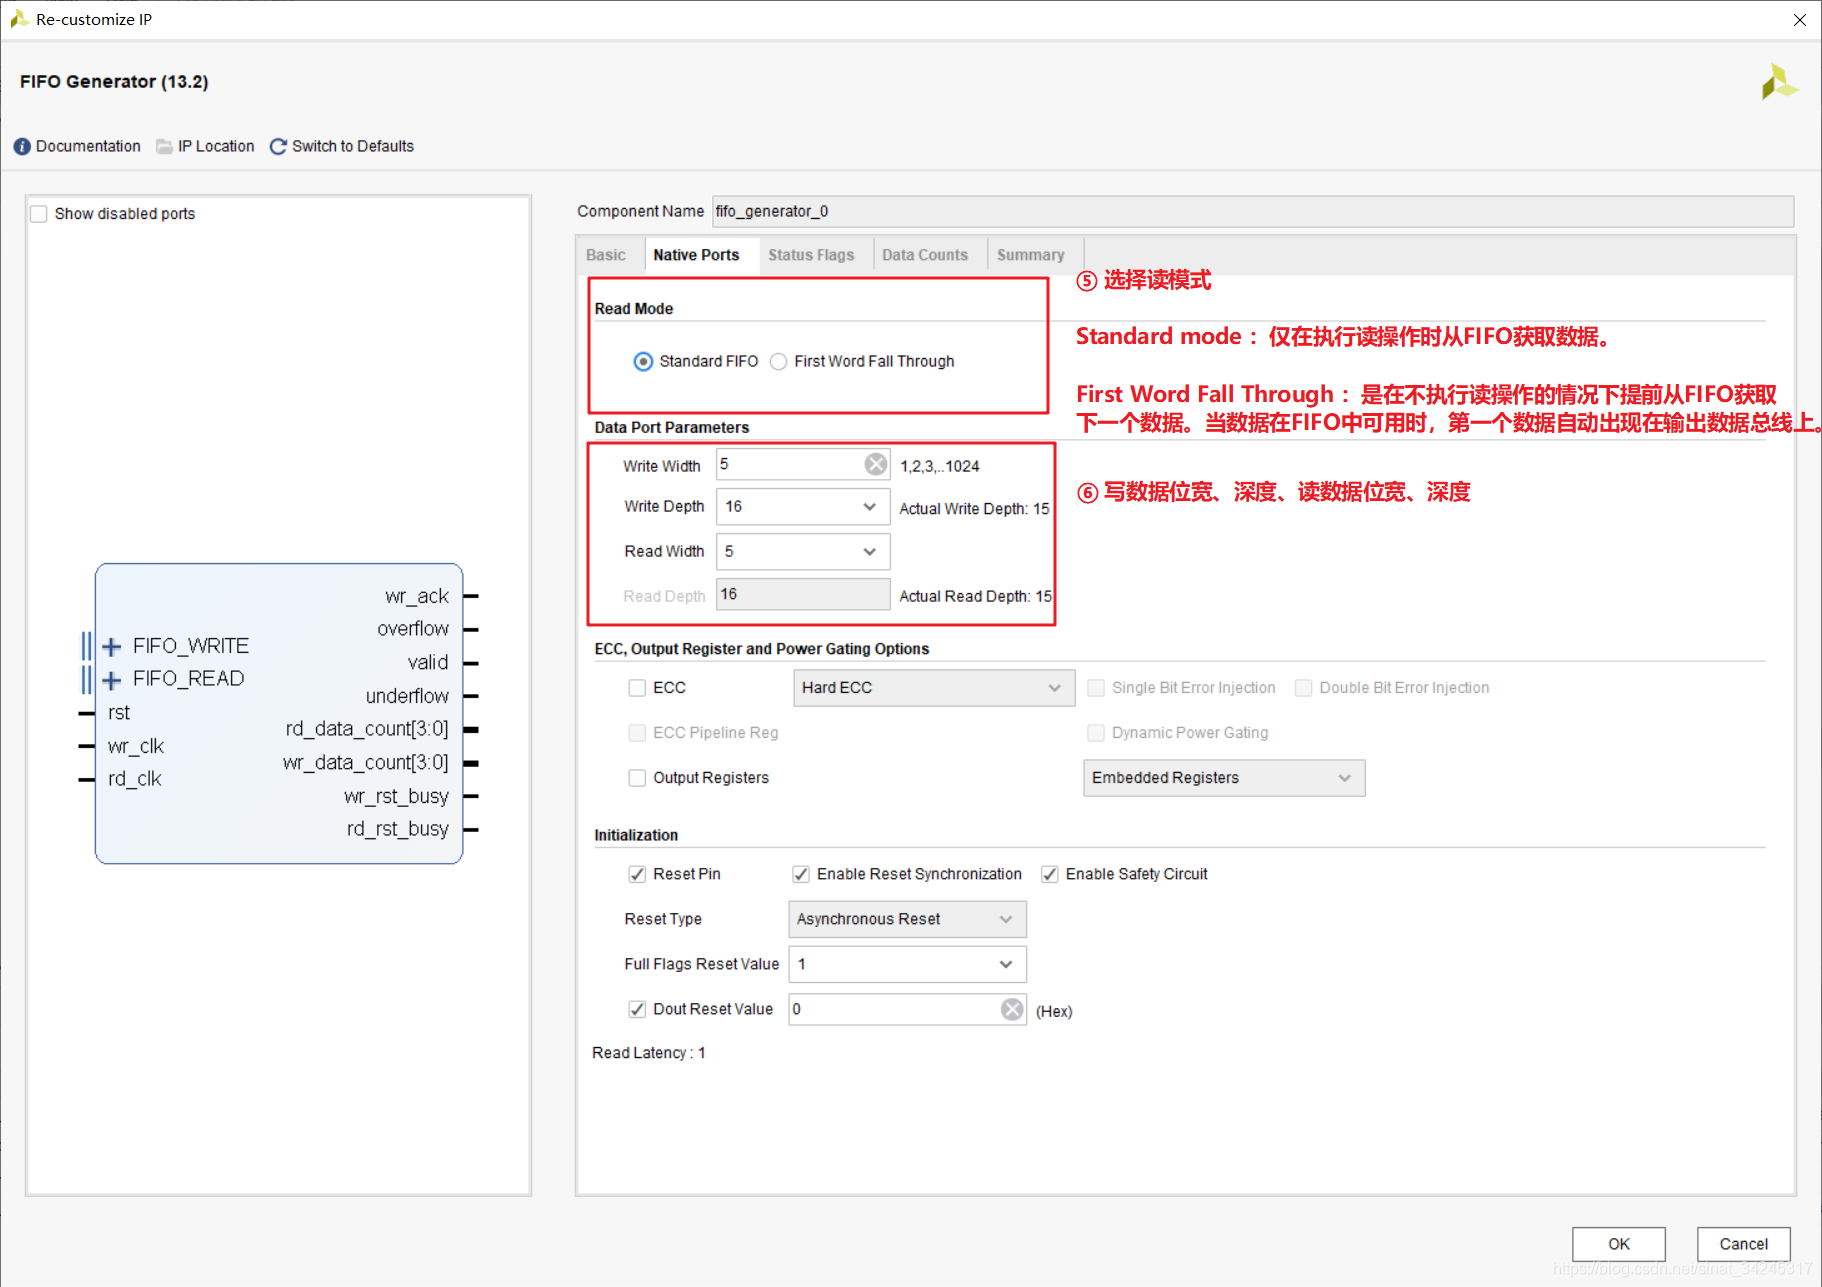 Re-customize IP
FIFO Generator (13.2)
Documentation IP Location Switch to Defaults
Show disabled ports
wr_ack
overflow
FIFO_WRITE
valid
FIFO_READ
underflow
rst
rd_data_count[3:0]
wr_clk
wr_data_count[3:0]
rd_clk
wr_rst_busy
rd_rst_busy
Component Name fifo_generator_0
Basic Native Ports Status Flags Data Counts Summary
⑤ 选择读模式
Read Mode
Standard mode： 仅在执行读操作时从FIFO获取数据。
Standard FIFO First Word Fall Through
First Word Fall Through： 是在不执行读操作的情况下提前从FIFO获取
下一个数据。当数据在FIFO中可用时，第一个数据自动出现在输出数据总线上。
Data Port Parameters
Write Width 5 1,2,3,..1024
⑥ 写数据位宽、深度、读数据位宽、深度
Write Depth 16 Actual Write Depth: 15
Read Width 5
Read Depth 16 Actual Read Depth: 15
ECC, Output Register and Power Gating Options
ECC Hard ECC Single Bit Error Injection Double Bit Error Injection
ECC Pipeline Reg Dynamic Power Gating
Output Registers Embedded Registers
Initialization
Reset Pin Enable Reset Synchronization Enable Safety Circuit
Reset Type Asynchronous Reset
Full Flags Reset Value 1
Dout Reset Value 0 (Hex)
Read Latency : 1
OK Cancel
https://blog.csdn.net/sinat_34245317